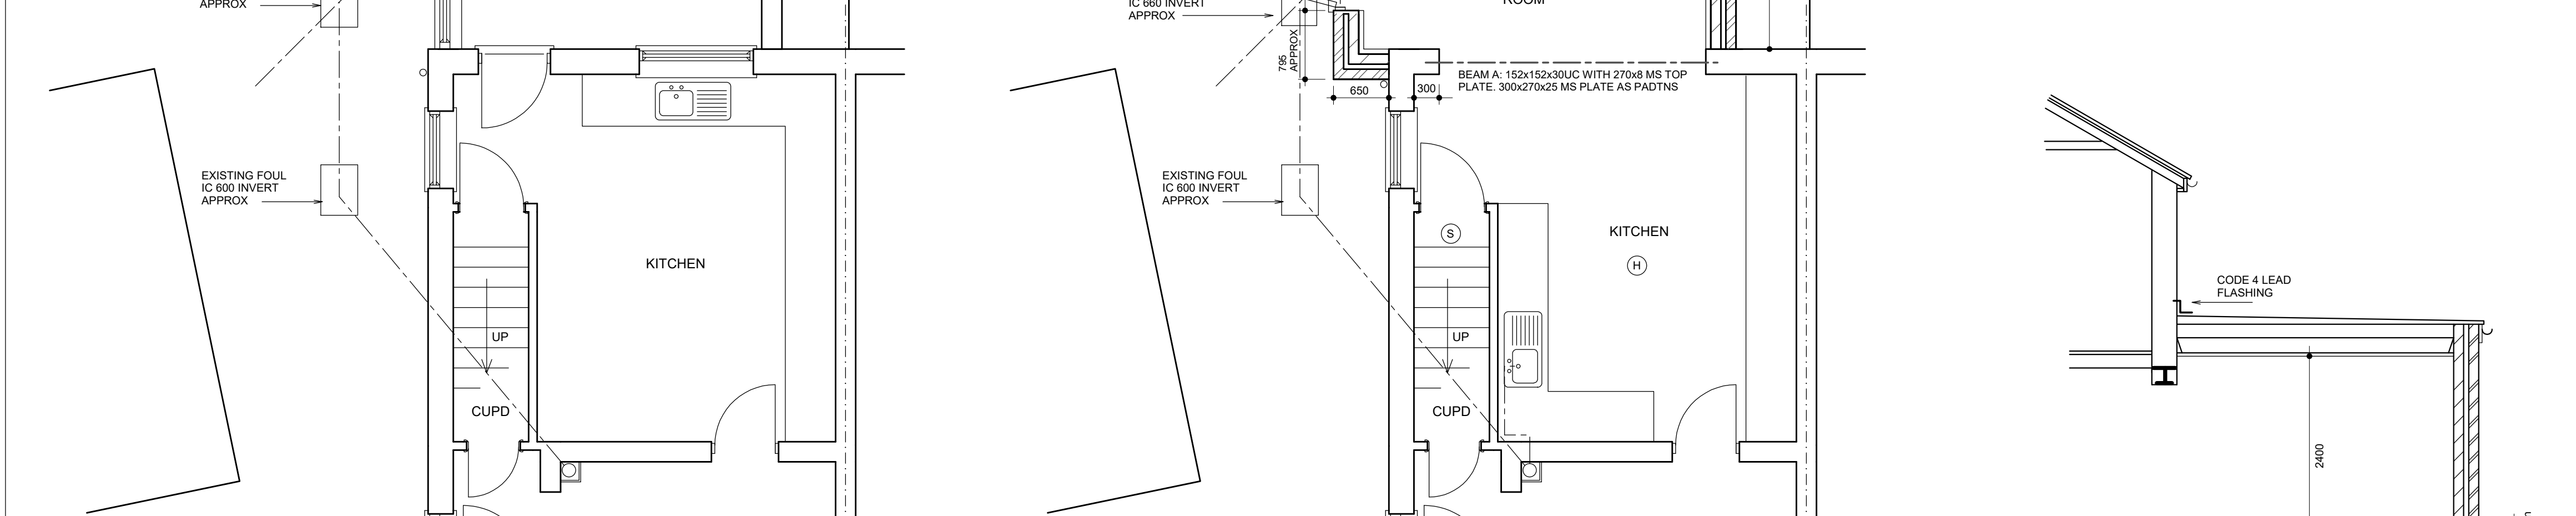 APPROX
EXISTING FOUL
IC 600 INVERT
APPROX
KITCHEN
UP
CUPD
IC 660 INVERT
APPROX
795
APPROX
650
300
ROOM
BEAM A: 152x152x30UC WITH 270x8 MS TOP
PLATE. 300x270x25 MS PLATE AS PADTNS
EXISTING FOUL
IC 600 INVERT
APPROX
S
KITCHEN
H
UP
CUPD
CODE 4 LEAD
FLASHING
2400